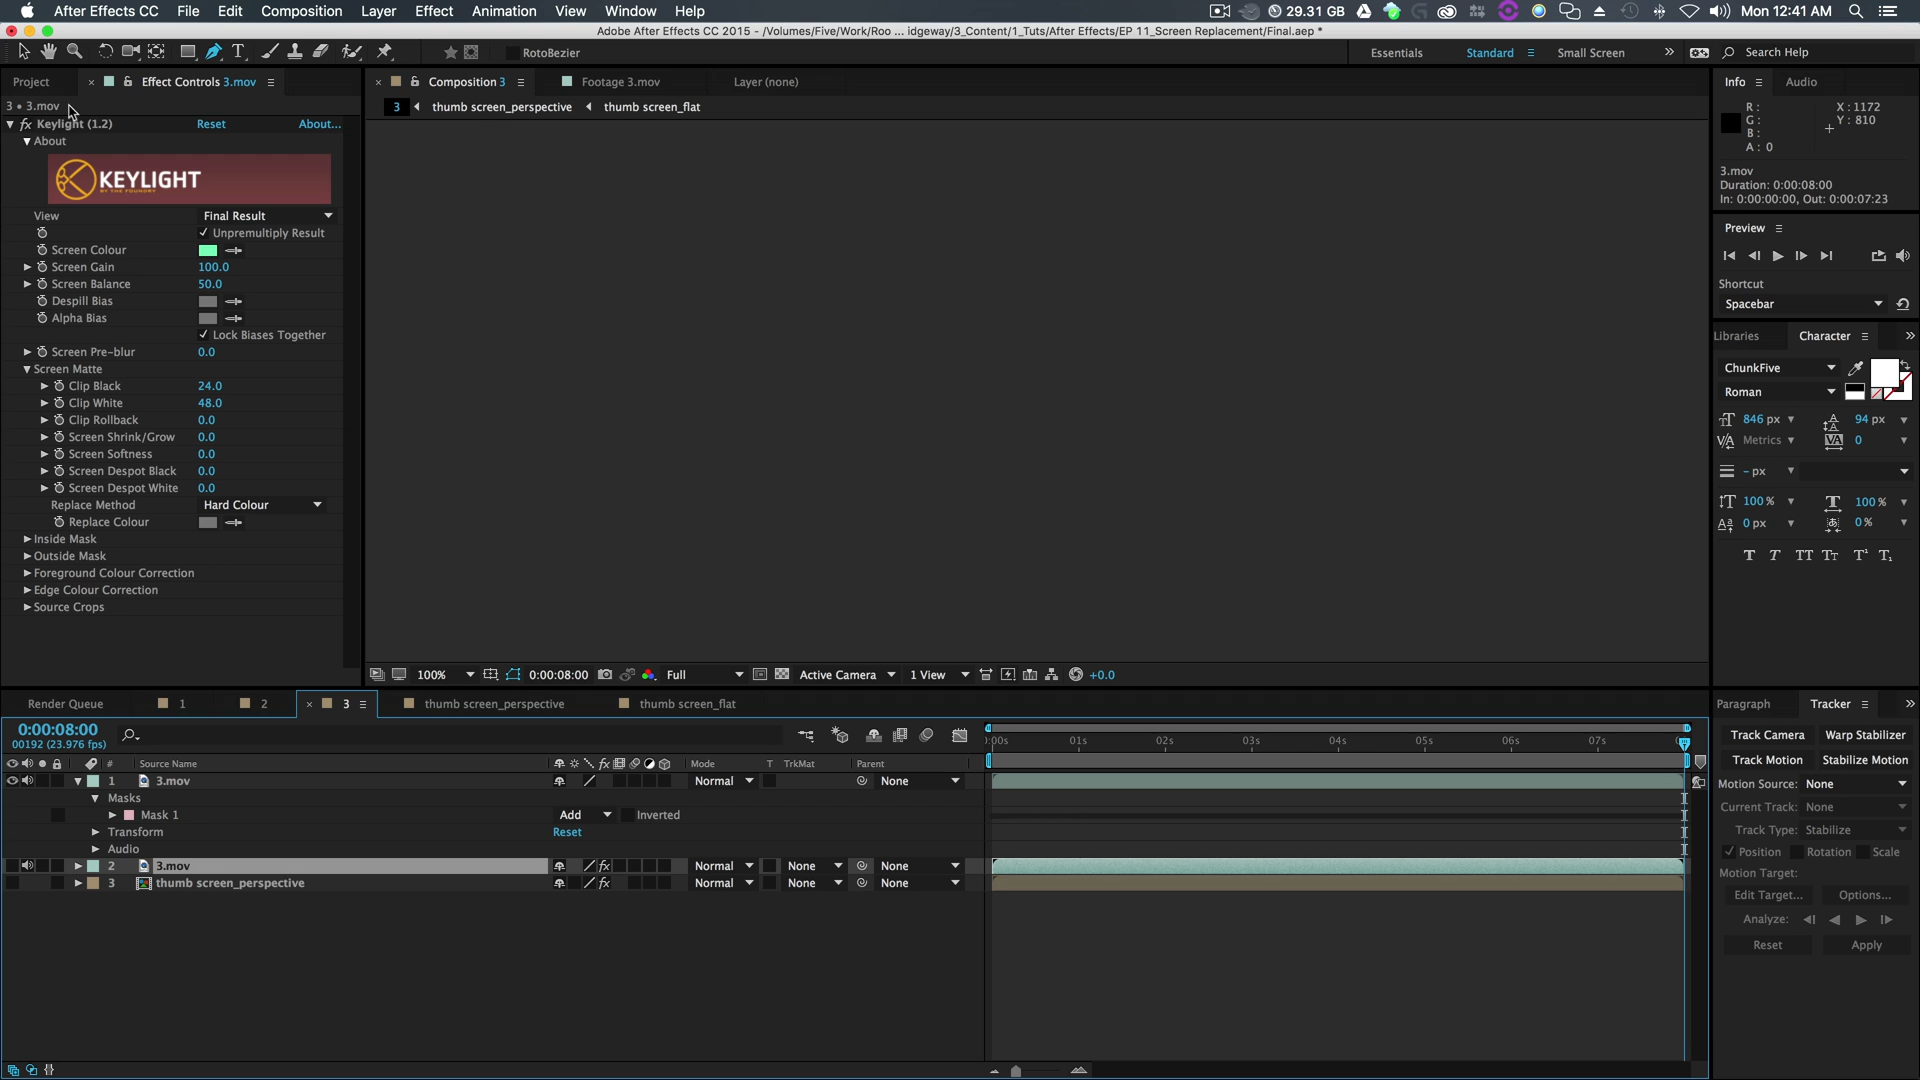 After Effects CC File Edit Composition Layer Effect Animation View Window Help 29.31 GB Mon 12:41 AM
Adobe After Effects CC 2015 - /Volumes/Five/Work/Roo ... idgeway/3_Content/1_Tuts/After Effects/EP 11_Screen Replacement/Final.aep *
RotoBezier Essentials Standard Small Screen Search Help
Project Effect Controls 3.mov Composition 3 Footage 3.mov Layer (none) Info Audio
3 • 3.mov 3 thumb screen_perspective thumb screen_flat
R: X : 1172
G: Y : 810
B:
A : 0
Keylight (1.2) Reset About...
About
KEYLIGHT
BY THE FOUNDRY
3.mov
Duration: 0:00:08:00
In: 0:00:00:00, Out: 0:00:07:23
View Final Result
Unpremultiply Result
Screen Colour
Screen Gain 100.0
Screen Balance 50.0
Despill Bias
Alpha Bias
Lock Biases Together
Screen Pre-blur 0.0
Screen Matte
Clip Black 24.0
Clip White 48.0
Clip Rollback 0.0
Screen Shrink/Grow 0.0
Screen Softness 0.0
Screen Despot Black 0.0
Screen Despot White 0.0
Replace Method Hard Colour
Replace Colour
Inside Mask
Outside Mask
Foreground Colour Correction
Edge Colour Correction
Source Crops
Preview
Shortcut
Spacebar
Libraries Character
ChunkFive
Roman
846 px 94 px
Metrics 0
- px
100 % 100 %
0 px 0 %
T T TT Tt T¹ T₁
100% 0:00:08:00 Full Active Camera 1 View +0.0
Render Queue 1 2 3 thumb screen_perspective thumb screen_flat
0:00:08:00
00192 (23.976 fps)
:00s 01s 02s 03s 04s 05s 06s 07s
# Source Name Mode T TrkMat Parent
1 3.mov Normal None
Masks
Mask 1 Add Inverted
Transform Reset
Audio
2 3.mov Normal None None
3 thumb screen_perspective Normal None None
Paragraph Tracker
Track Camera Warp Stabilizer
Track Motion Stabilize Motion
Motion Source: None
Current Track: None
Track Type: Stabilize
Position Rotation Scale
Motion Target:
Edit Target... Options...
Analyze:
Reset Apply